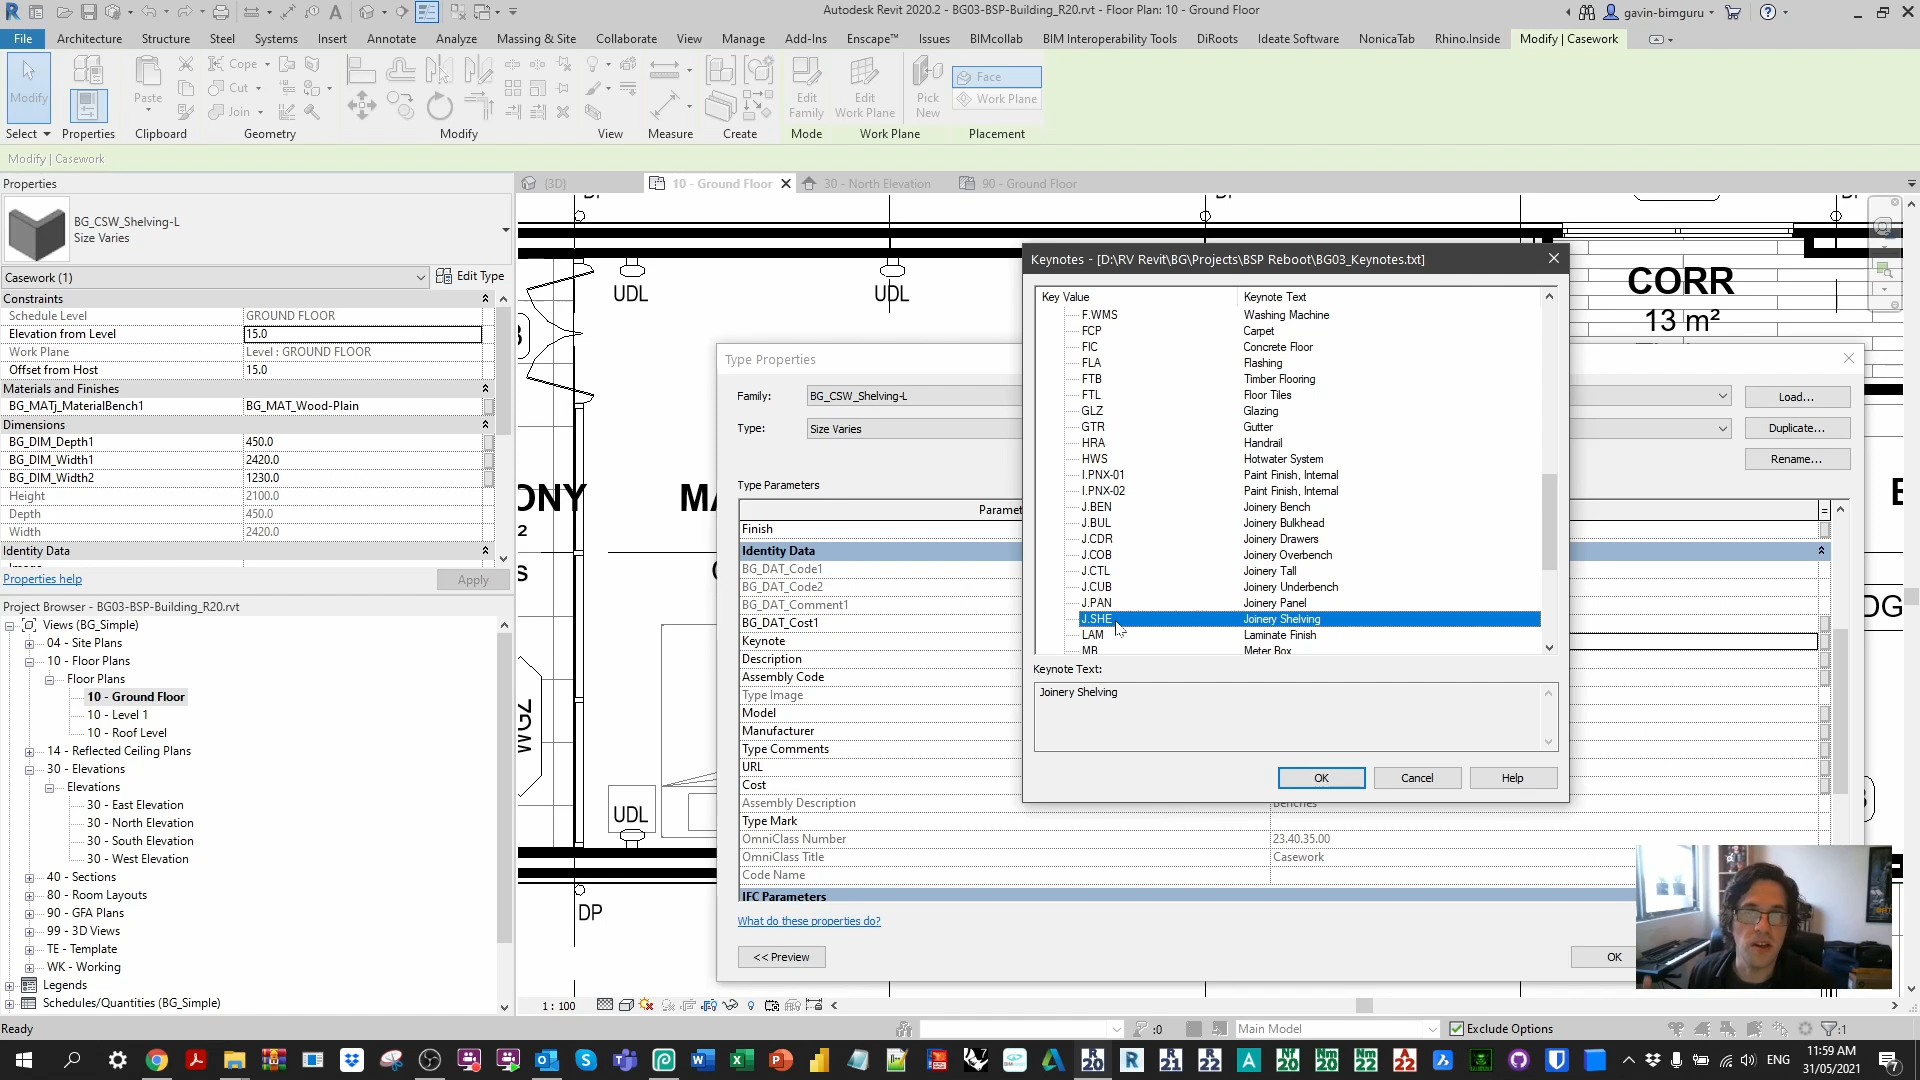 Autodesk Revit 2020.2 - BG03-BSP-Building_R20.rvt - Floor Plan: 10 - Ground Floor
gavin-bimguru
File
Architecture
Structure
Steel
Systems
Insert
Annotate
Analyze
Massing & Site
Collaborate
View
Manage
Add-Ins
Enscape™
Issues
BIMcollab
BIM Interoperability Tools
DiRoots
Ideate Software
NonicaTab
Rhino.Inside
Modify | Casework
Modify
Paste
Cope
Cut
Join
Edit
Family
Edit
Work Plane
Pick
New
Face
Work Plane
Select
Properties
Clipboard
Geometry
Modify
View
Measure
Create
Mode
Work Plane
Placement
Modify | Casework
Properties
{3D}
10 - Ground Floor
30 - North Elevation
90 - Ground Floor
BG_CSW_Shelving-L
Size Varies
Casework (1)
Edit Type
Constraints
Schedule Level GROUND FLOOR
Elevation from Level 15.0
Work Plane Level : GROUND FLOOR
Offset from Host 15.0
Materials and Finishes
BG_MATj_MaterialBench1 BG_MAT_Wood-Plain
Dimensions
BG_DIM_Depth1 450.0
BG_DIM_Width1 2420.0
BG_DIM_Width2 1230.0
Height 2100.0
Depth 450.0
Width 2420.0
Identity Data
Properties help
Apply
Project Browser - BG03-BSP-Building_R20.rvt
Views (BG_Simple)
04 - Site Plans
10 - Floor Plans
Floor Plans
10 - Ground Floor
10 - Level 1
10 - Roof Level
14 - Reflected Ceiling Plans
30 - Elevations
Elevations
30 - East Elevation
30 - North Elevation
30 - South Elevation
30 - West Elevation
40 - Sections
80 - Room Layouts
90 - GFA Plans
99 - 3D Views
TE - Template
WK - Working
Legends
Schedules/Quantities (BG_Simple)
UDL
UDL
CORR
13 m²
ONY
WG2
UDL
DP
Type Properties
Family: BG_CSW_Shelving-L
Type: Size Varies
Load...
Duplicate...
Rename...
Type Parameters
Finish
Identity Data
BG_DAT_Code1
BG_DAT_Code2
BG_DAT_Comment1
BG_DAT_Cost1
Keynote
Description
Assembly Code
Type Image
Model
Manufacturer
Type Comments
URL
Cost
Assembly Description Benches
Type Mark
OmniClass Number 23.40.35.00
OmniClass Title Casework
Code Name
IFC Parameters
What do these properties do?
<< Preview
OK
Keynotes - [D:\RV Revit\BG\Projects\BSP Reboot\BG03_Keynotes.txt]
Key Value Keynote Text
F.WMS Washing Machine
FCP Carpet
FIC Concrete Floor
FLA Flashing
FTB Timber Flooring
FTL Floor Tiles
GLZ Glazing
GTR Gutter
HRA Handrail
HWS Hotwater System
I.PNX-01 Paint Finish, Internal
I.PNX-02 Paint Finish, Internal
J.BEN Joinery Bench
J.BUL Joinery Bulkhead
J.CDR Joinery Drawers
J.COB Joinery Overbench
J.CTL Joinery Tall
J.CUB Joinery Underbench
J.PAN Joinery Panel
J.SHE Joinery Shelving
LAM Laminate Finish
MB Meter Box
Keynote Text:
Joinery Shelving
OK
Cancel
Help
1 : 100
Ready
:0
Main Model
Exclude Options
:1
ENG
11:59 AM
31/05/2021